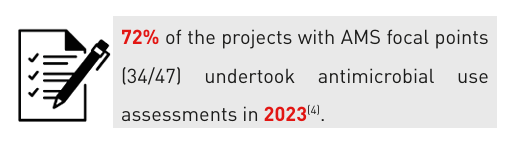 72% of the projects with AMS focal points
(34/47) undertook antimicrobial use
assessments in 2023(4).